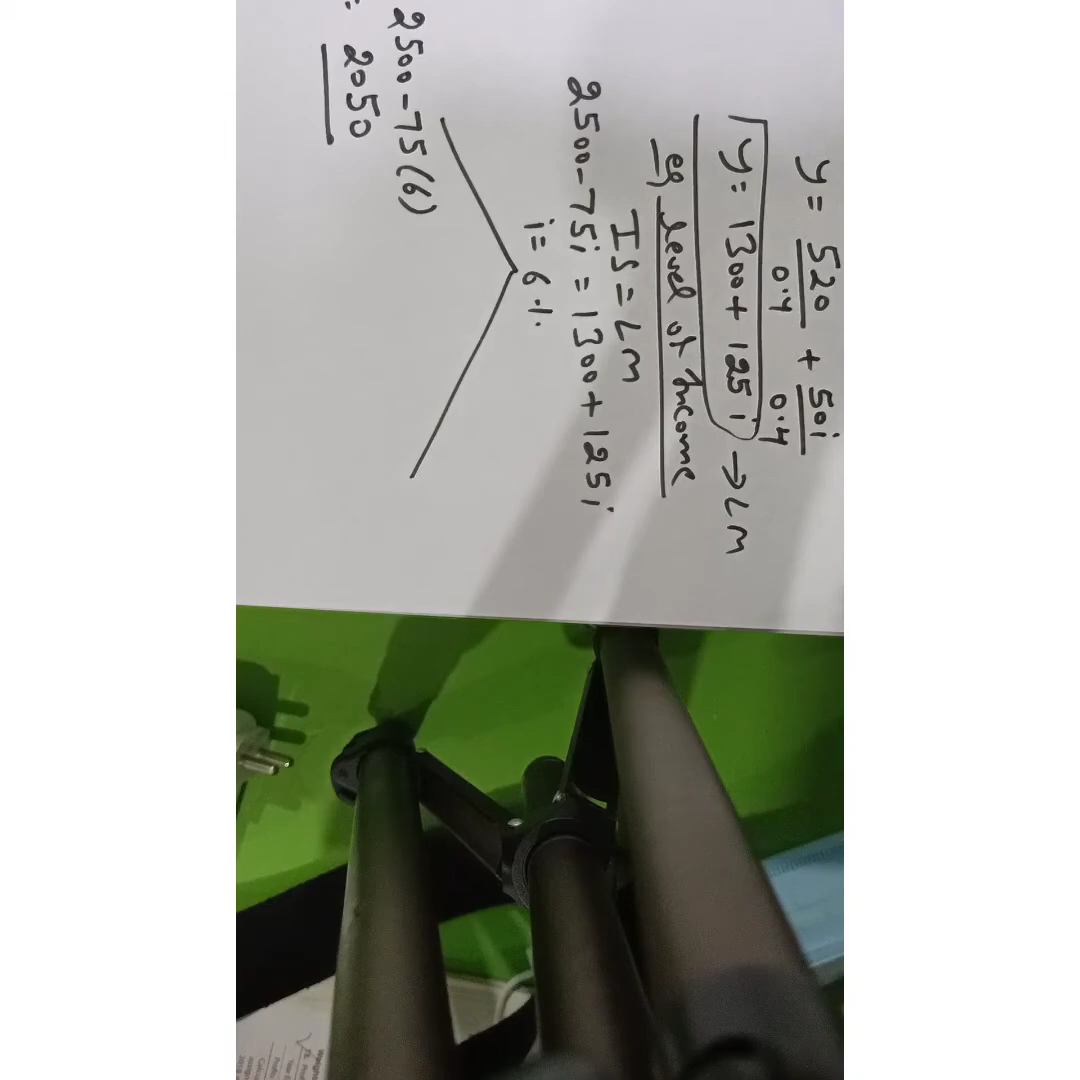 y = 520/0.4 + 50i/0.4
y = 1300 + 125i → LM
eq level of Income
IS = LM
2500 - 75i = 1300 + 125i
i = 6%
2500 - 75(6)
= 2050